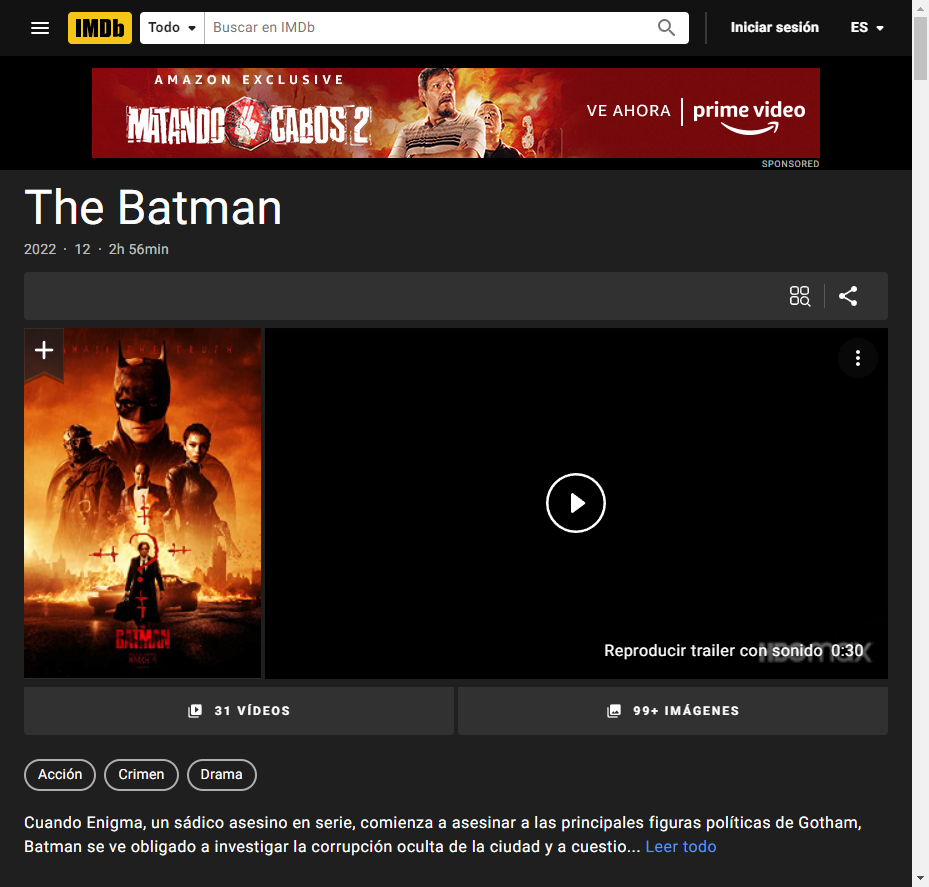 IMDb Todo Buscar en IMDb Iniciar sesión ES
AMAZON EXCLUSIVE
MATANDO CABOS 2
VE AHORA | prime video
SPONSORED
The Batman
2022 · 12 · 2h 56min
THE TRUTH
THE
BATMAN
Reproducir trailer con sonido 0:30
HBOmax
31 VÍDEOS
99+ IMÁGENES
Acción Crimen Drama
Cuando Enigma, un sádico asesino en serie, comienza a asesinar a las principales figuras políticas de Gotham,
Batman se ve obligado a investigar la corrupción oculta de la ciudad y a cuestio... Leer todo